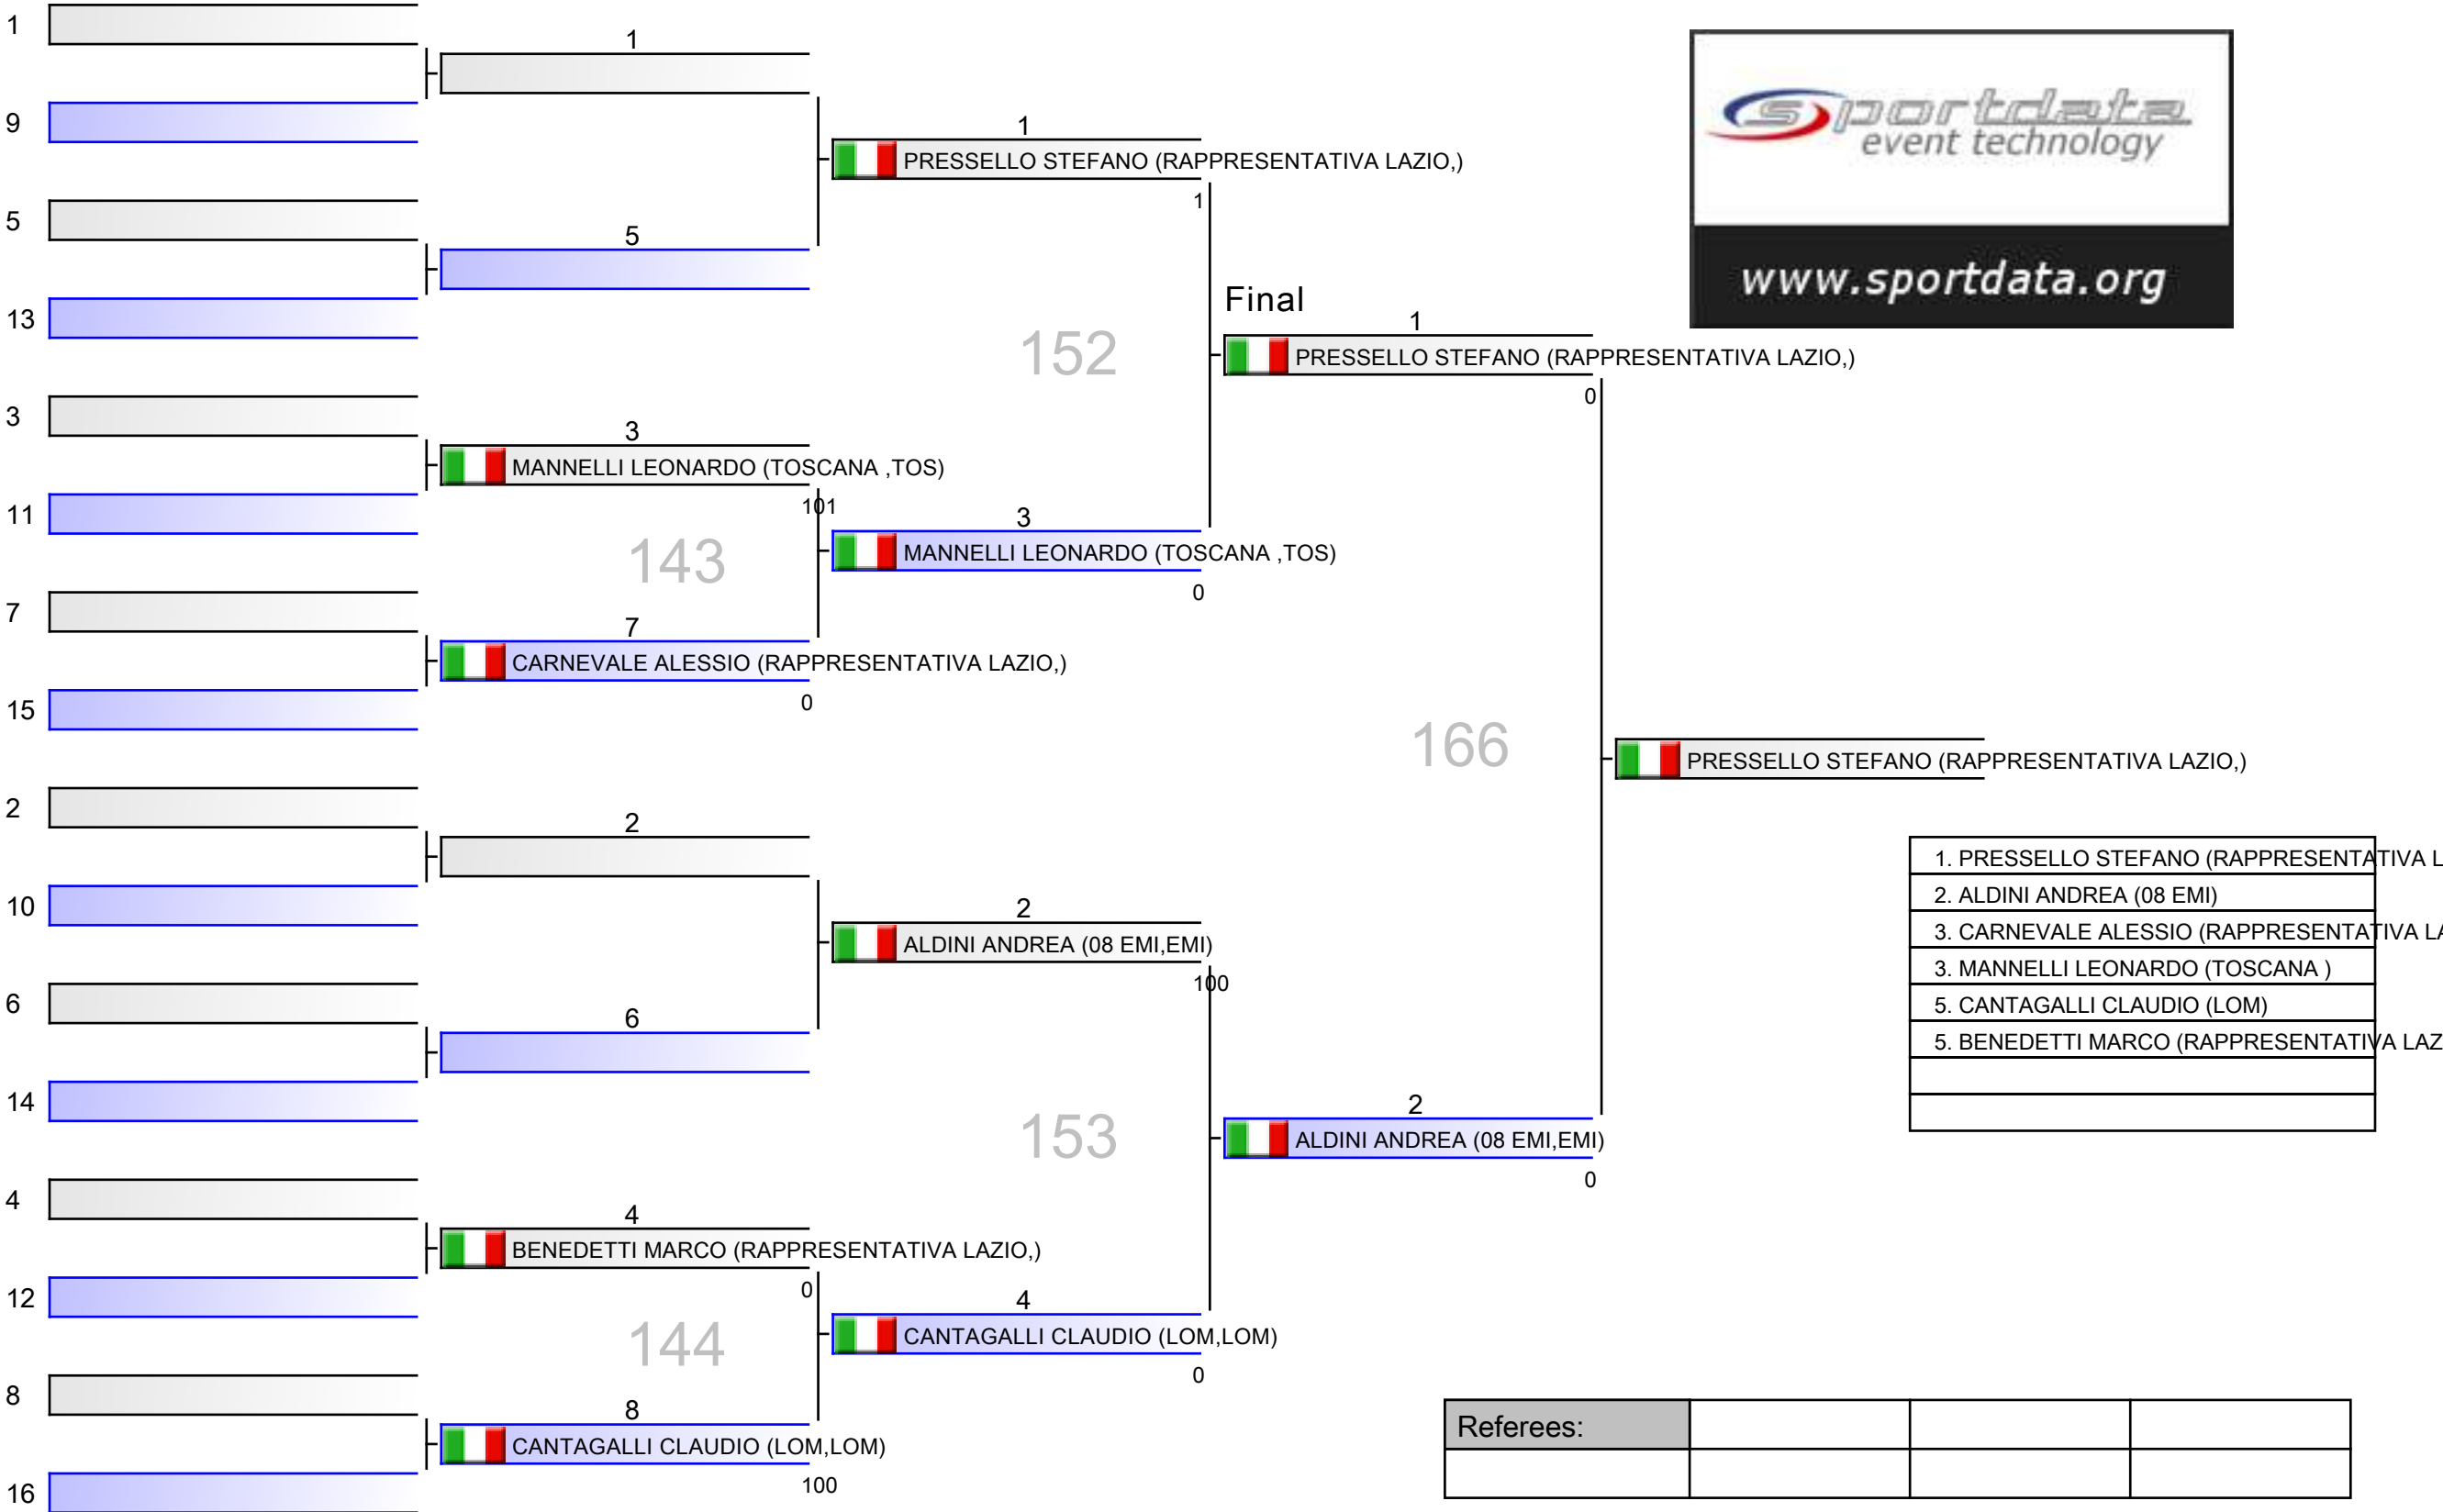 1
9
5
13
3
11
7
15
2
10
6
14
4
12
8
16
1
5
3
MANNELLI LEONARDO (TOSCANA ,TOS)
101
143
7
CARNEVALE ALESSIO (RAPPRESENTATIVA LAZIO,)
0
2
6
4
BENEDETTI MARCO (RAPPRESENTATIVA LAZIO,)
0
144
8
CANTAGALLI CLAUDIO (LOM,LOM)
100
1
PRESSELLO STEFANO (RAPPRESENTATIVA LAZIO,)
1
152
3
MANNELLI LEONARDO (TOSCANA ,TOS)
0
2
ALDINI ANDREA (08 EMI,EMI)
100
153
4
CANTAGALLI CLAUDIO (LOM,LOM)
0
Final
1
PRESSELLO STEFANO (RAPPRESENTATIVA LAZIO,)
0
166
2
ALDINI ANDREA (08 EMI,EMI)
0
PRESSELLO STEFANO (RAPPRESENTATIVA LAZIO,)
sportdata
event technology
www.sportdata.org
1. PRESSELLO STEFANO (RAPPRESENTATIVA L
2. ALDINI ANDREA (08 EMI)
3. CARNEVALE ALESSIO (RAPPRESENTATIVA LA
3. MANNELLI LEONARDO (TOSCANA )
5. CANTAGALLI CLAUDIO (LOM)
5. BENEDETTI MARCO (RAPPRESENTATIVA LAZ
Referees: